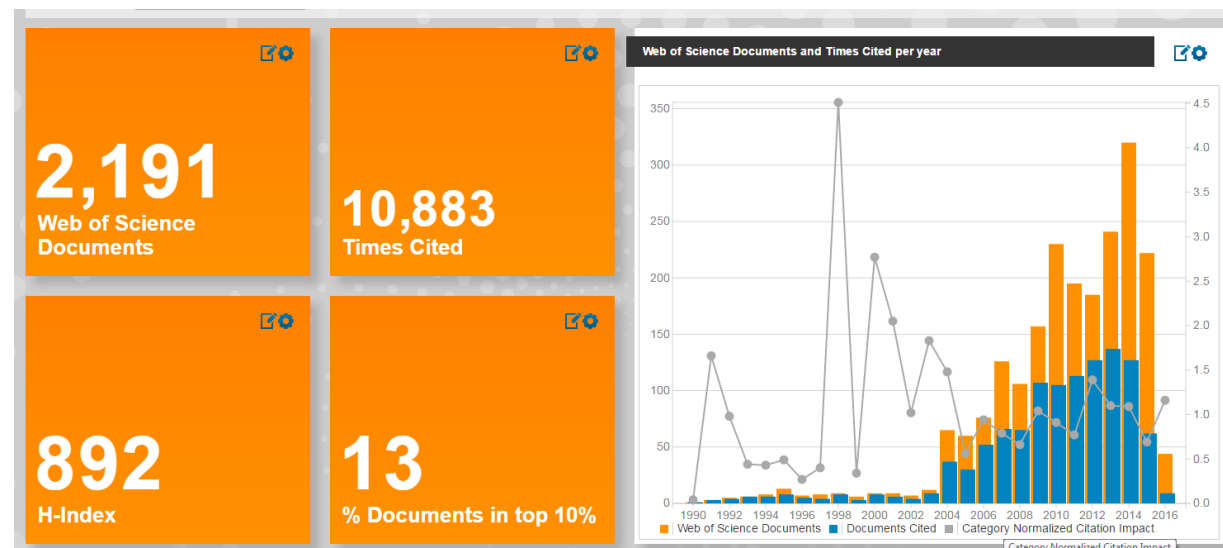 2,191
Web of Science
Documents
10,883
Times Cited
892
H-Index
13
% Documents in top 10%
Web of Science Documents and Times Cited per year
350
300
250
200
150
100
50
0
4.5
4.0
3.5
3.0
2.5
2.0
1.5
1.0
0.5
0.0
1990 1992 1994 1996 1998 2000 2002 2004 2006 2008 2010 2012 2014 2016
Web of Science Documents Documents Cited Category Normalized Citation Impact
Category Normalized Citation Impact